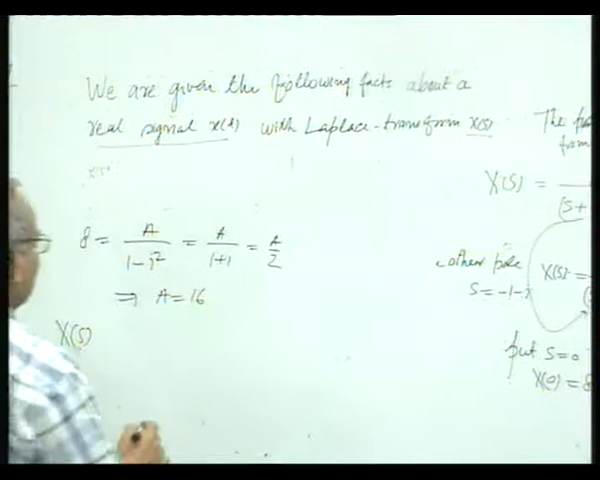 We are given the following facts about a
real signal x(t) with Laplace-transform X(s)
8 = A/(1-j²) = A/(1+1) = A/2
⇒ A = 16
X(S)
The
from
X(S) =
(S+
other pole
S = -1-j
X(S) =
put S=0
X(0) = 8